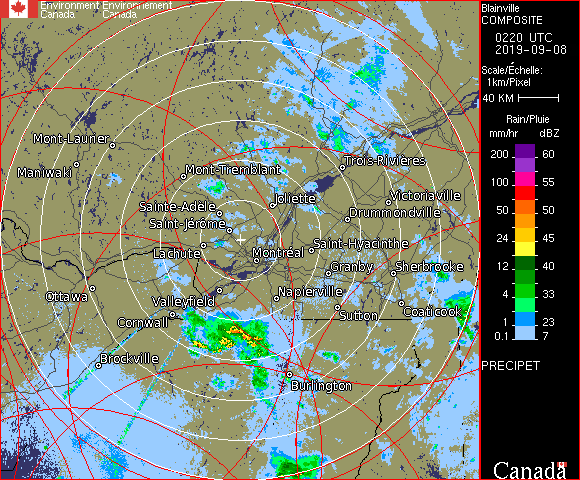 Environment Environnement
Canada Canada
Blainville
COMPOSITE
0220 UTC
2019-09-08
Scale/Échelle:
1km/Pixel
40 KM
Rain/Pluie
mm/hr dBZ
200 60
100 55
50 50
24 45
12 40
4 33
1 23
0.1 7
PRECIPET
Canada
Mont-Laurier
Maniwaki
Mont-Tremblant
Trois-Rivières
Joliette
Victoriaville
Sainte-Adèle
Drummondville
Saint-Jérôme
Lachute
Montréal
Saint-Hyacinthe
Granby
Sherbrooke
Ottawa
Valleyfield
Napierville
Cornwall
Sutton
Coaticook
Brockville
Burlington